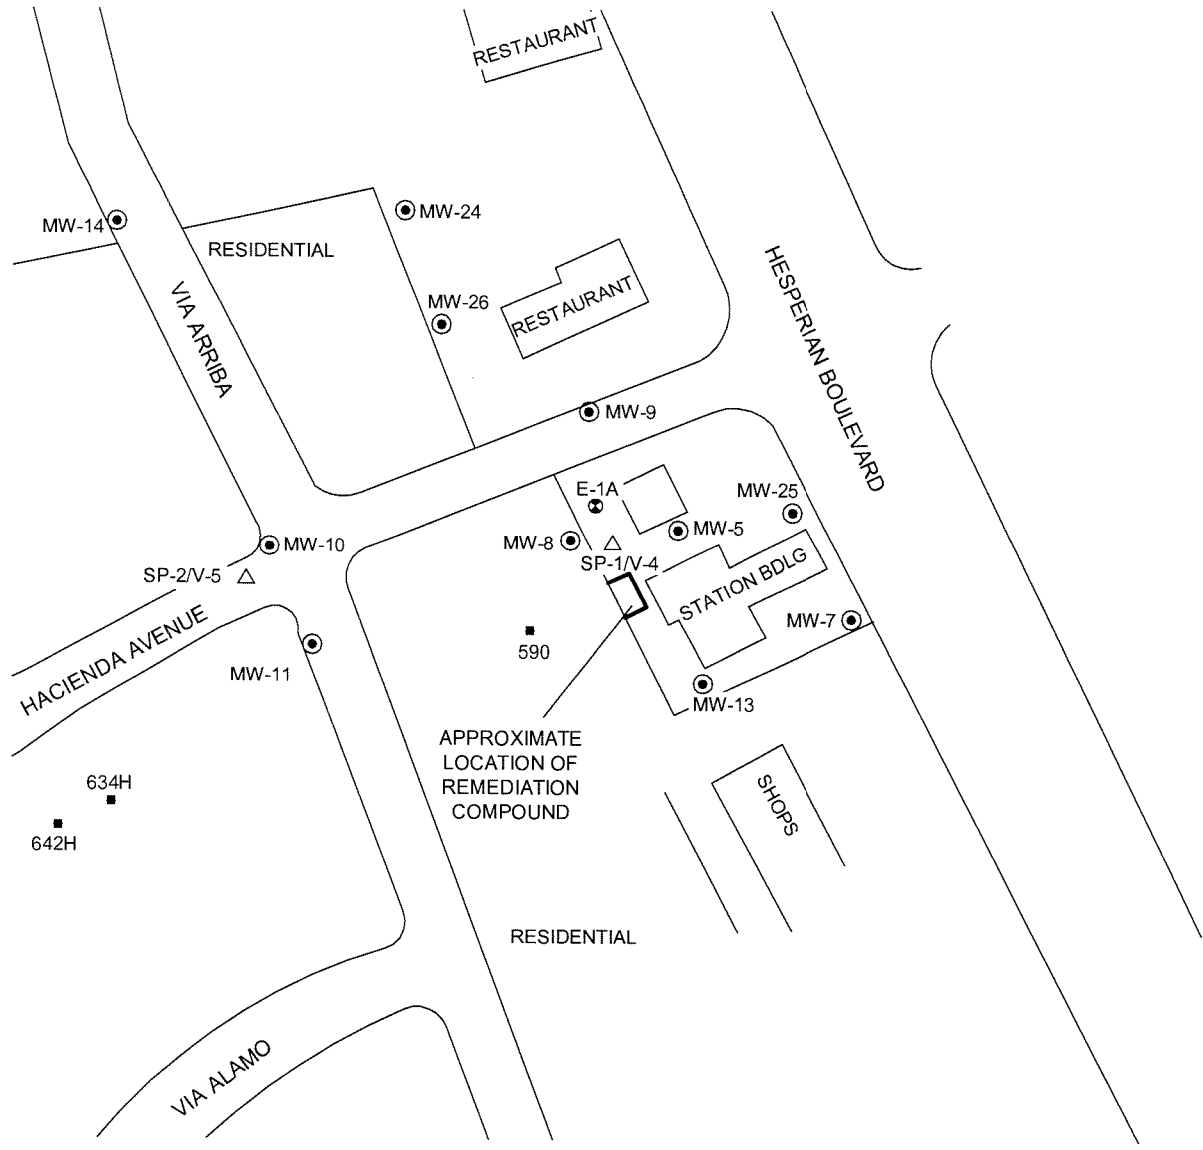 RESTAURANT
MW-14
MW-24
RESIDENTIAL
MW-26
RESTAURANT
VIA ARRIBA
HESPERIAN BOULEVARD
MW-9
E-1A
MW-25
MW-5
MW-8
MW-10
SP-1/V-4
SP-2/V-5
STATION BDLG
HACIENDA AVENUE
MW-7
590
MW-11
MW-13
APPROXIMATE
LOCATION OF
REMEDIATION
COMPOUND
634H
642H
SHOPS
RESIDENTIAL
VIA ALAMO